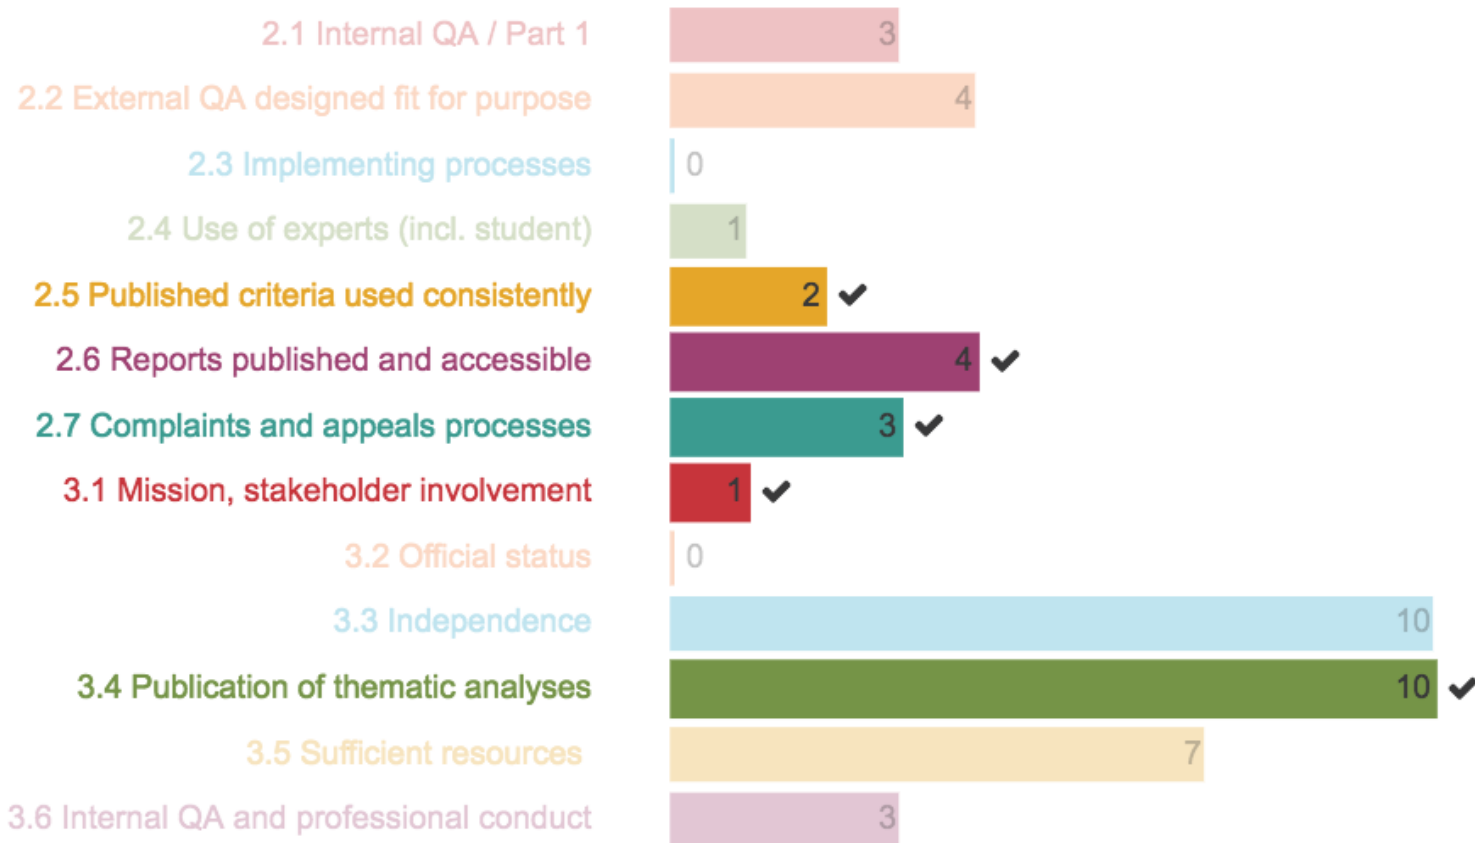 2.1 Internal QA / Part 1 3
2.2 External QA designed fit for purpose 4
2.3 Implementing processes 0
2.4 Use of experts (incl. student) 1
2.5 Published criteria used consistently 2
2.6 Reports published and accessible 4
2.7 Complaints and appeals processes 3
3.1 Mission, stakeholder involvement 1
3.2 Official status 0
3.3 Independence 10
3.4 Publication of thematic analyses 10
3.5 Sufficient resources 7
3.6 Internal QA and professional conduct 3